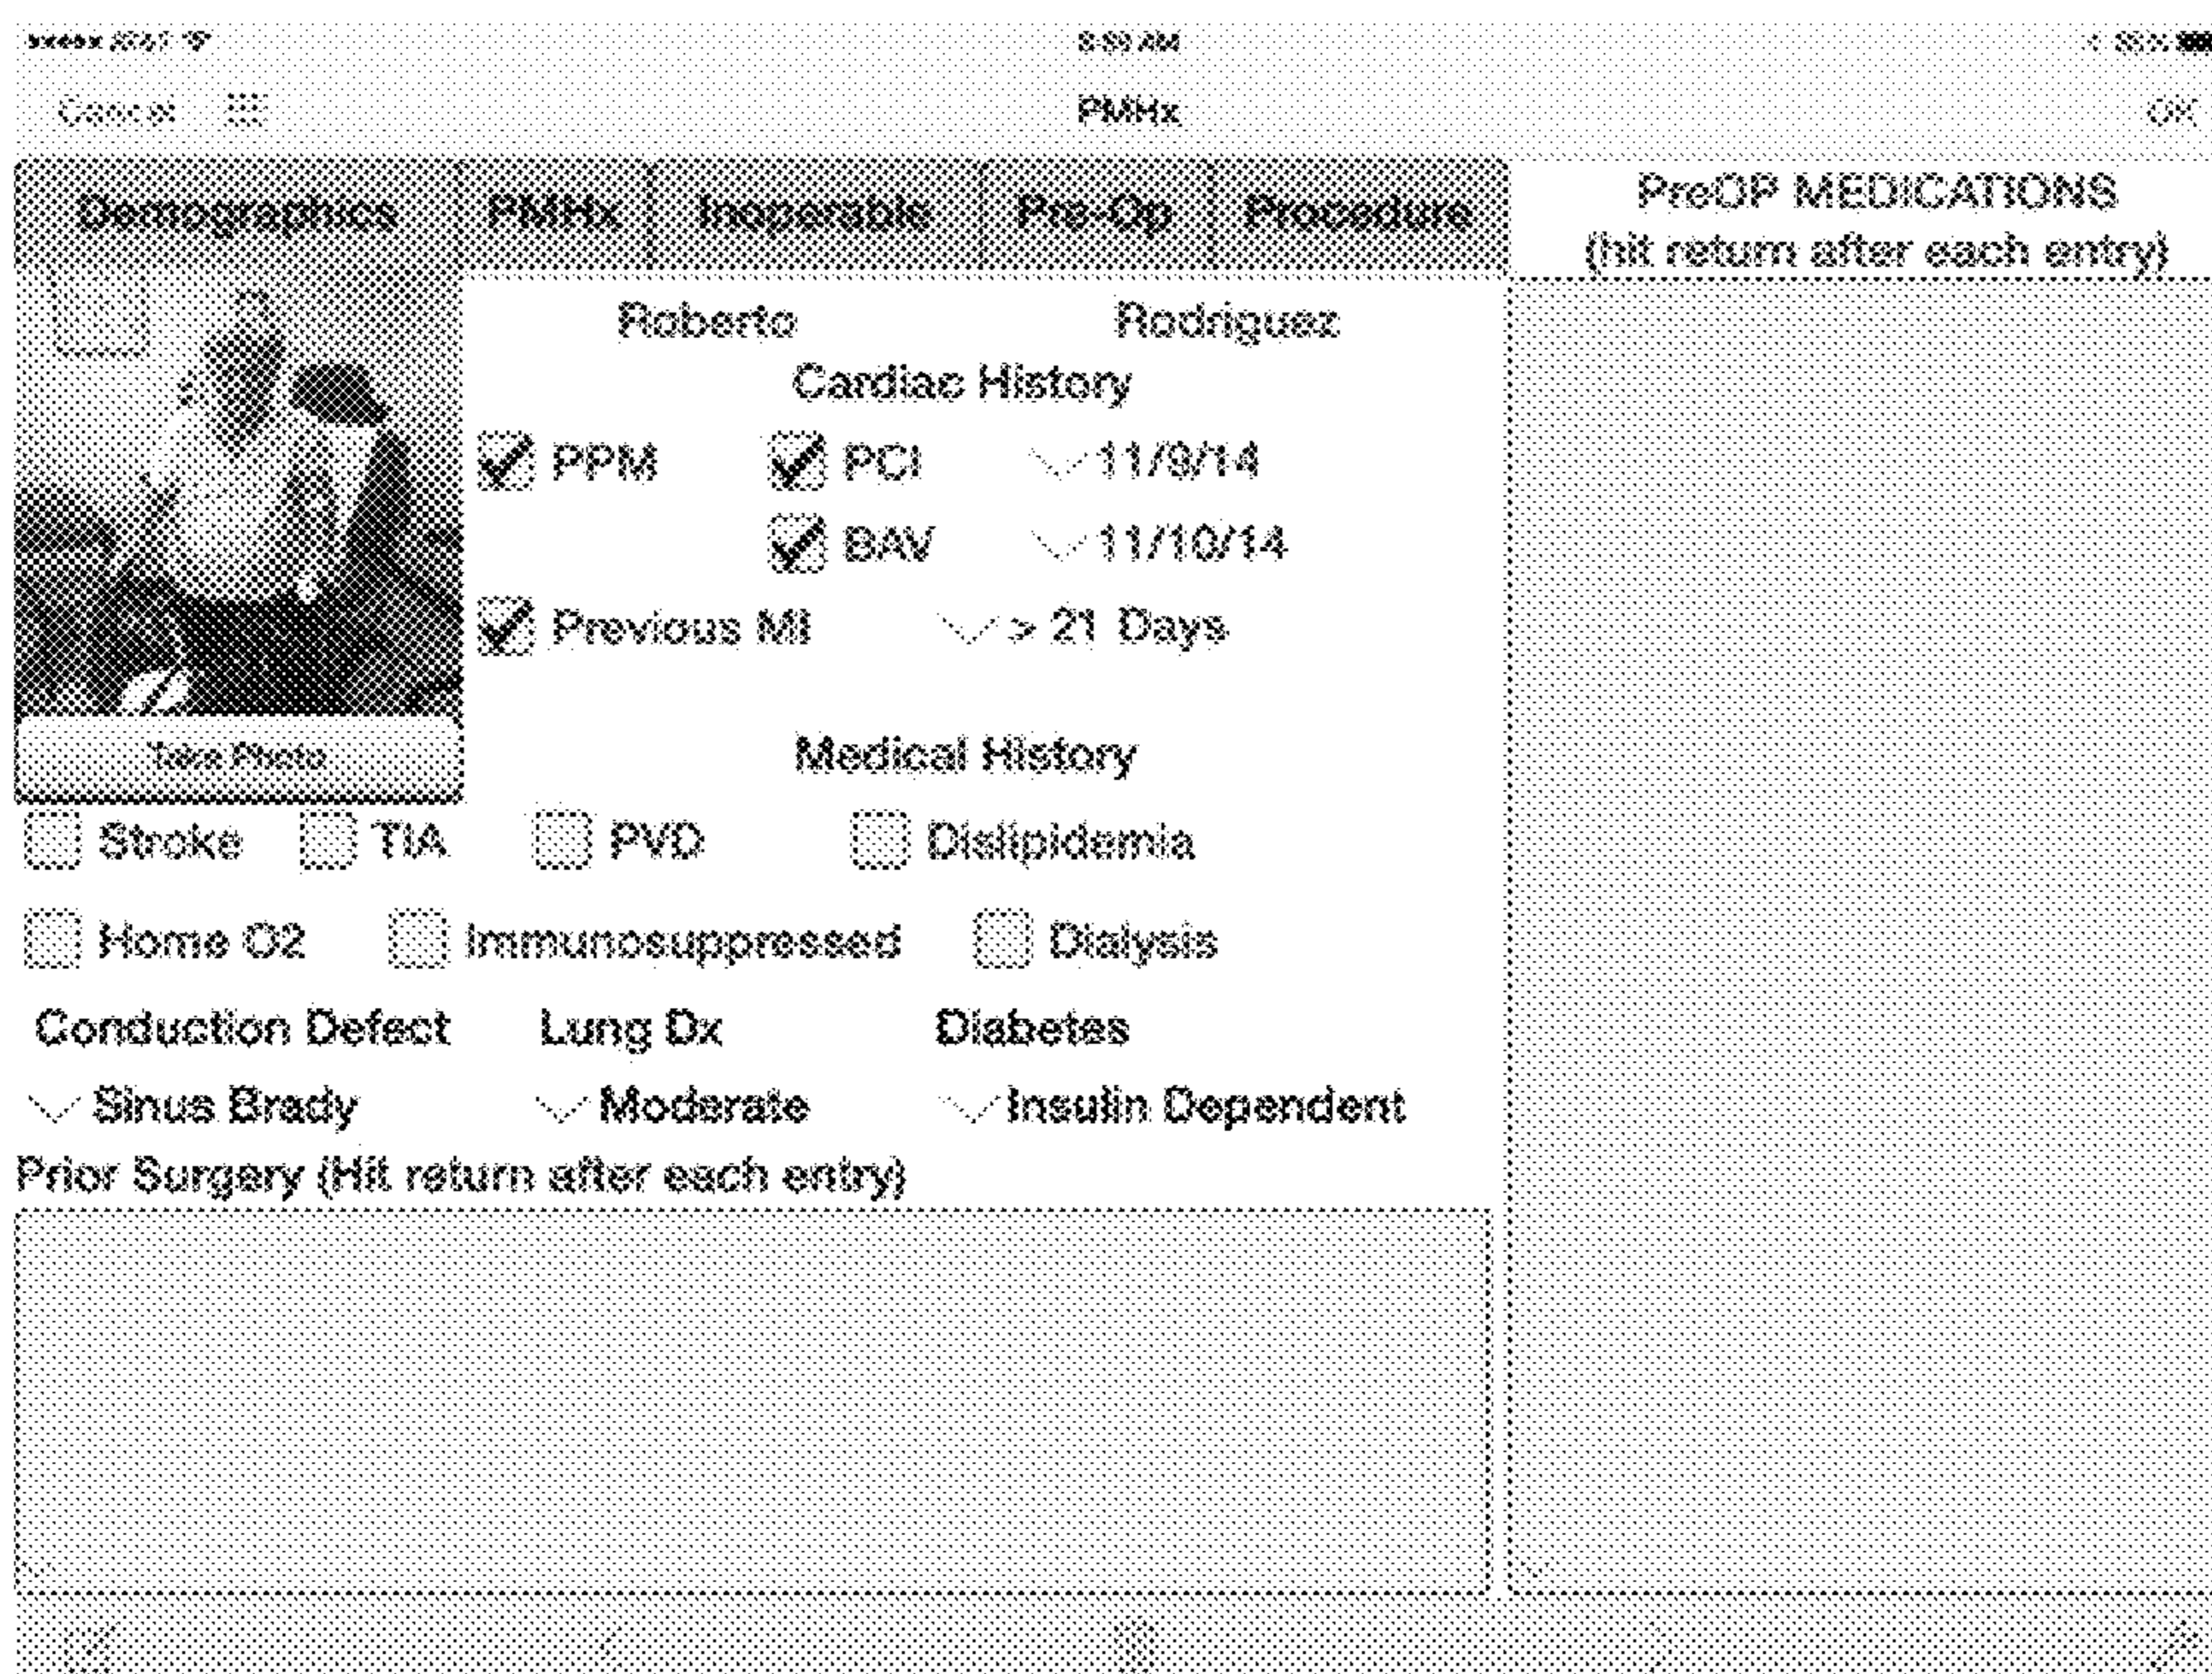 AT&T
PMHx
Cancel
OK
Demographics PMHx Inoperable Pre-Op Procedure
PreOP MEDICATIONS
(hit return after each entry)
Roberto Rodriguez
Cardiac History
PPM PCI 11/9/14
BAV 11/10/14
Previous MI > 21 Days
Take Photo
Medical History
Stroke TIA PVD Dislipidemia
Home O2 Immunosuppressed Dialysis
Conduction Defect Lung Dx Diabetes
Sinus Brady Moderate Insulin Dependent
Prior Surgery (Hit return after each entry)